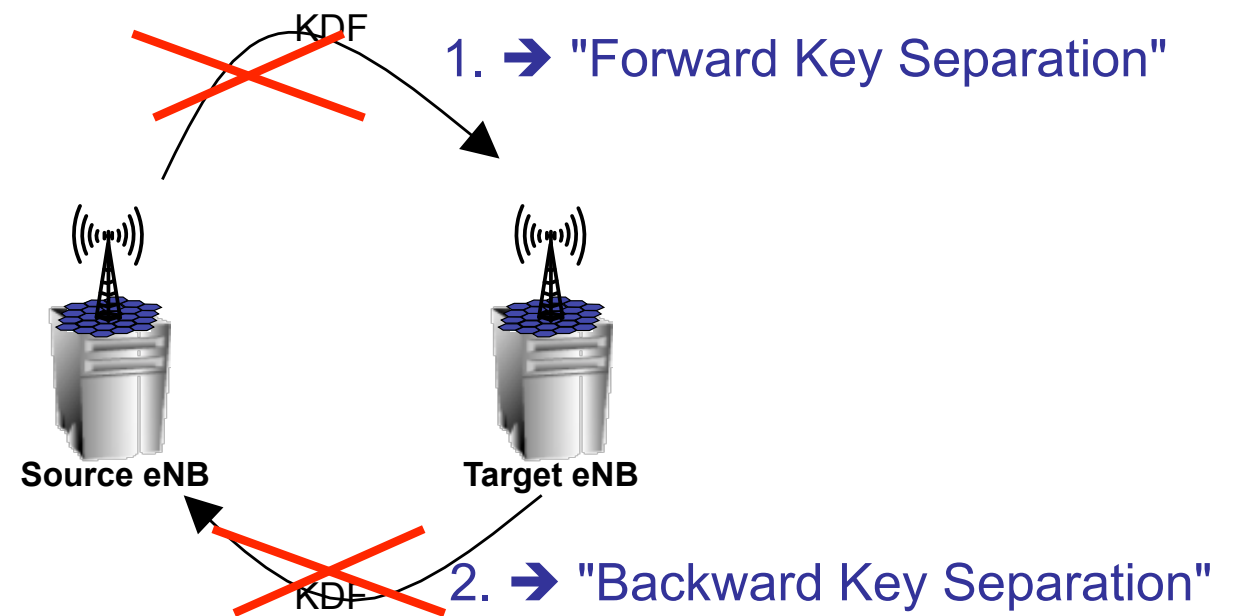 KDF
1. ➔ "Forward Key Separation"
Source eNB
Target eNB
KDF
2. ➔ "Backward Key Separation"